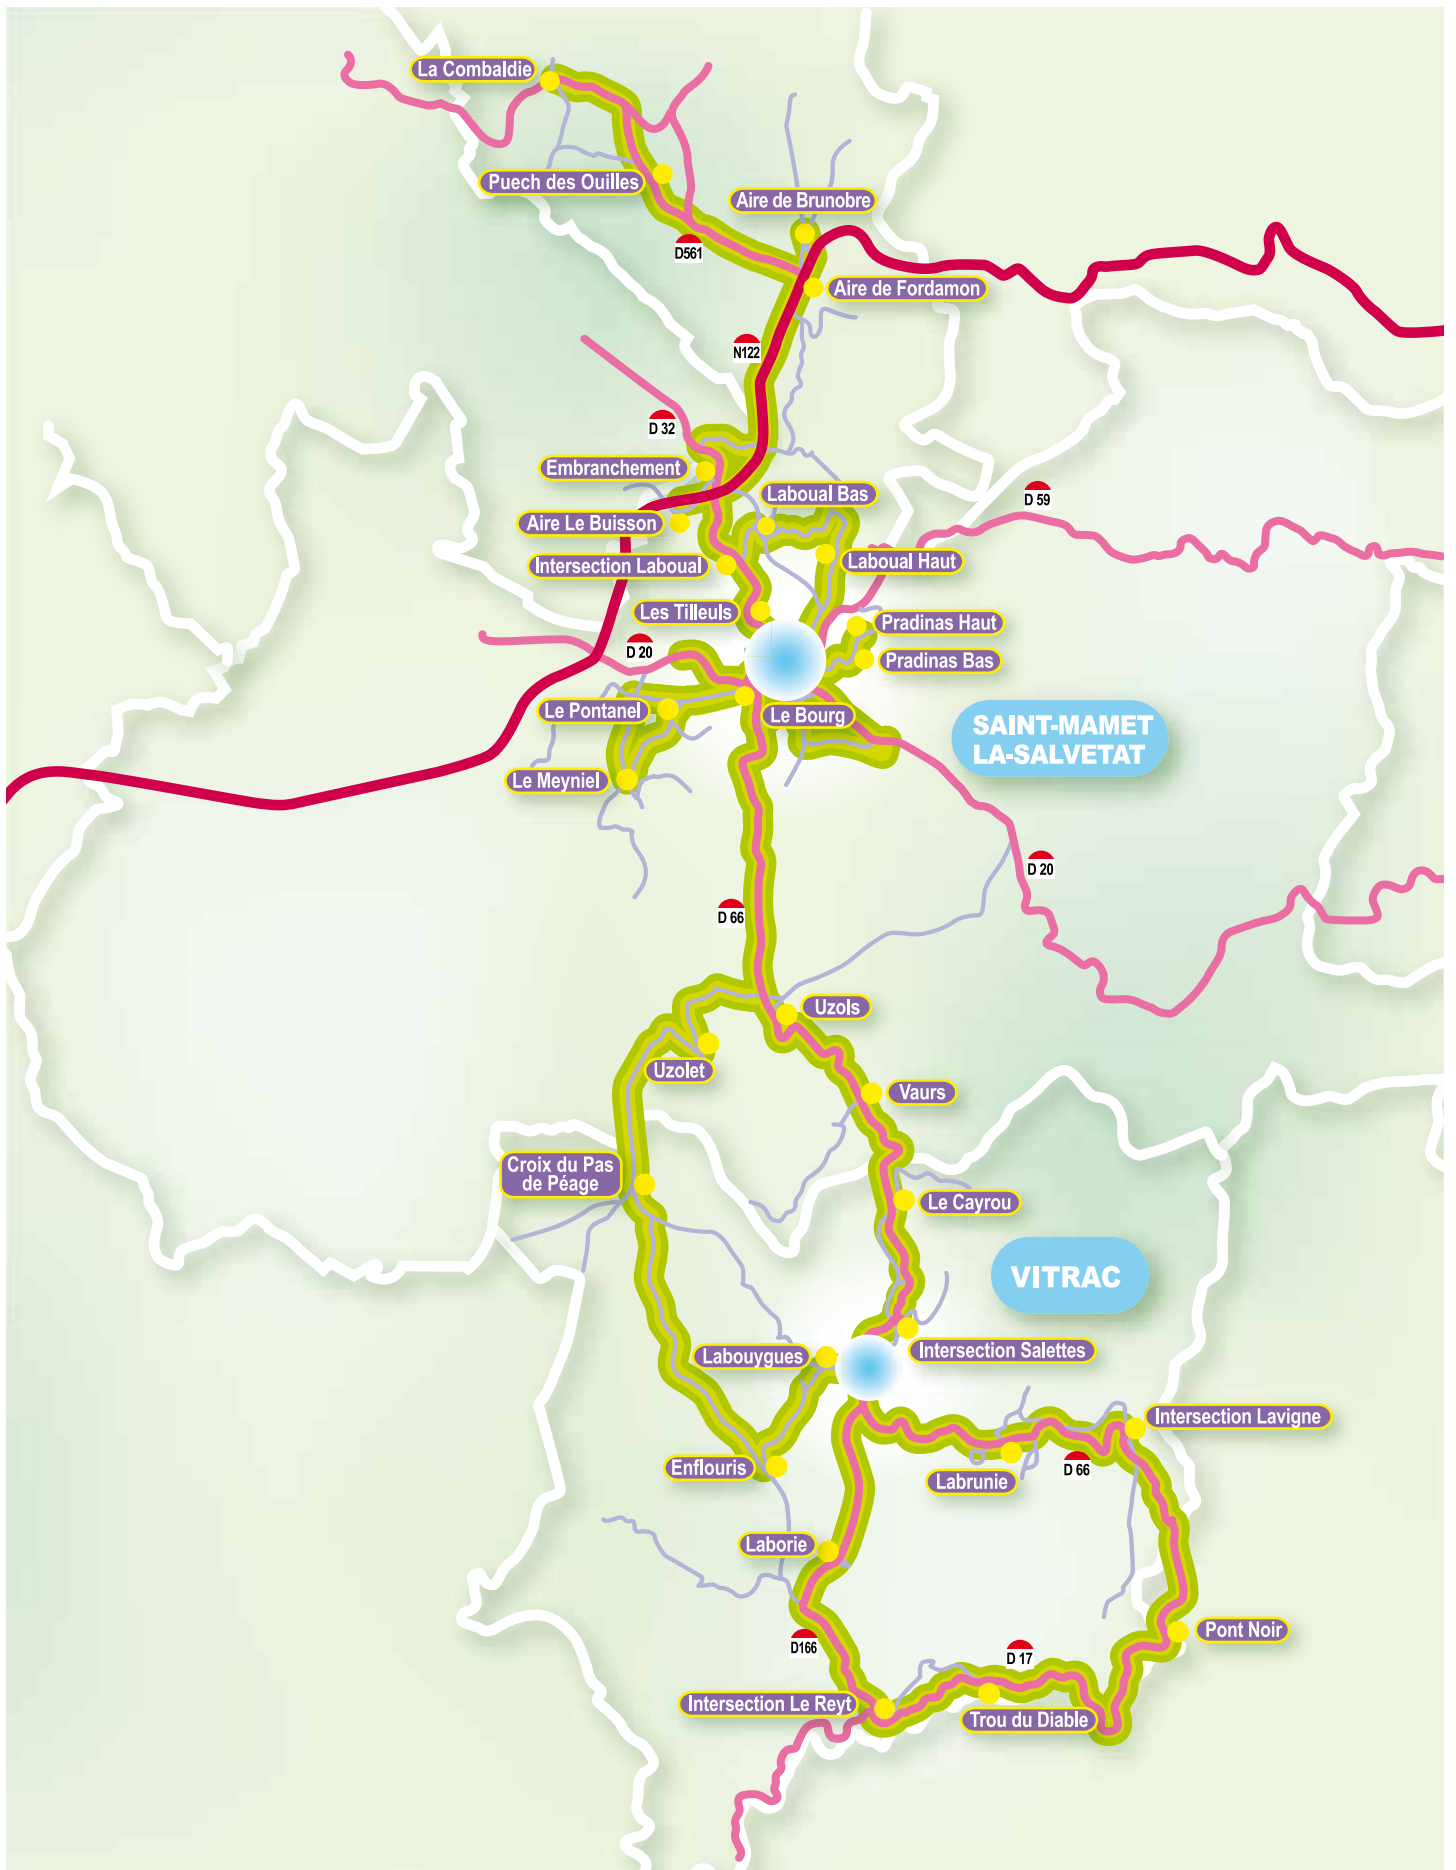 La Combaldie
Puech des Ouilles
Aire de Brunobre
D561
Aire de Fordamon
N122
D 32
Embranchement
Laboual Bas
D 59
Aire Le Buisson
Intersection Laboual
Laboual Haut
Les Tilleuls
Pradinas Haut
D 20
Pradinas Bas
Le Pontanel
Le Bourg
SAINT-MAMET
LA-SALVETAT
Le Meyniel
D 20
D 66
Uzols
Uzolet
Vaurs
Croix du Pas
de Péage
Le Cayrou
VITRAC
Labouygues
Intersection Salettes
Intersection Lavigne
Enflouris
D 66
Labrunie
Laborie
Pont Noir
D166
D 17
Intersection Le Reyt
Trou du Diable